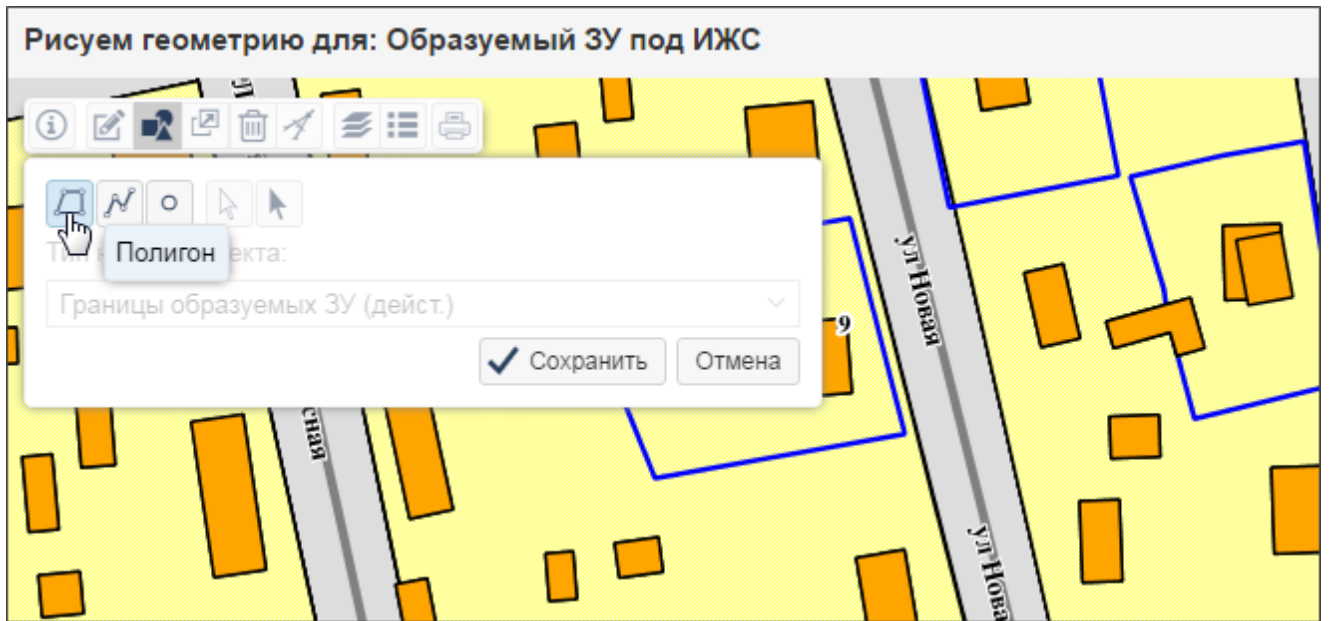 Рисуем геометрию для: Образуемый ЗУ под ИЖС
Полигон
Границы образуемых ЗУ (дейст.)
Сохранить
Отмена
9
ул Новая
сная
ул Нова